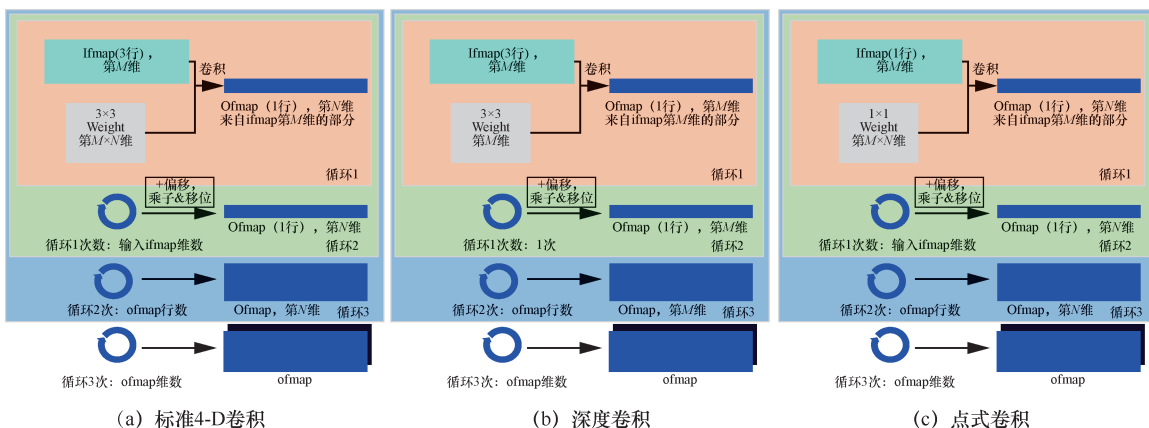 Ifmap(3行)，
第M维
卷积
Ofmap（1行），第N维
来自ifmap第M维的部分
3×3
Weight
第M×N维
循环1
+偏移，
乘子&移位
Ofmap（1行），第N维
循环1次数：输入ifmap维数
循环2
循环2次：ofmap行数
Ofmap，第N维
循环3
循环3次：ofmap维数
ofmap
（a）标准4-D卷积
Ifmap(3行)，
第M维
卷积
Ofmap（1行），第M维
来自ifmap第M维的部分
3×3
Weight
第M维
循环1
+偏移，
乘子&移位
Ofmap（1行），第M维
循环1次数：1次
循环2
循环2次：ofmap行数
Ofmap，第M维
循环3
循环3次：ofmap维数
ofmap
（b）深度卷积
Ifmap(1行)，
第M维
卷积
Ofmap（1行），第N维
来自ifmap第M维的部分
1×1
Weight
第M×N维
循环1
+偏移，
乘子&移位
Ofmap（1行），第N维
循环1次数：输入ifmap维数
循环2
循环2次：ofmap行数
Ofmap，第N维
循环3
循环3次：ofmap维数
ofmap
（c）点式卷积